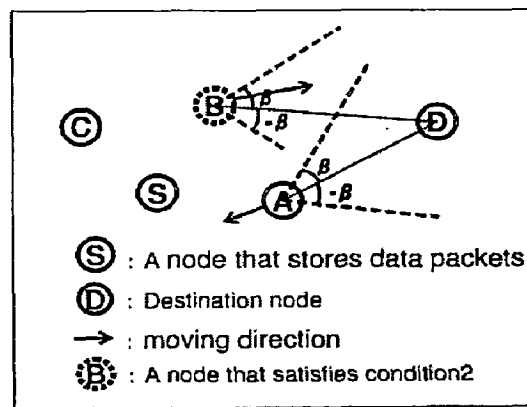 B
β
-β
C
D
S
A
β
-β
S : A node that stores data packets
D : Destination node
: moving direction
B : A node that satisfies condition2